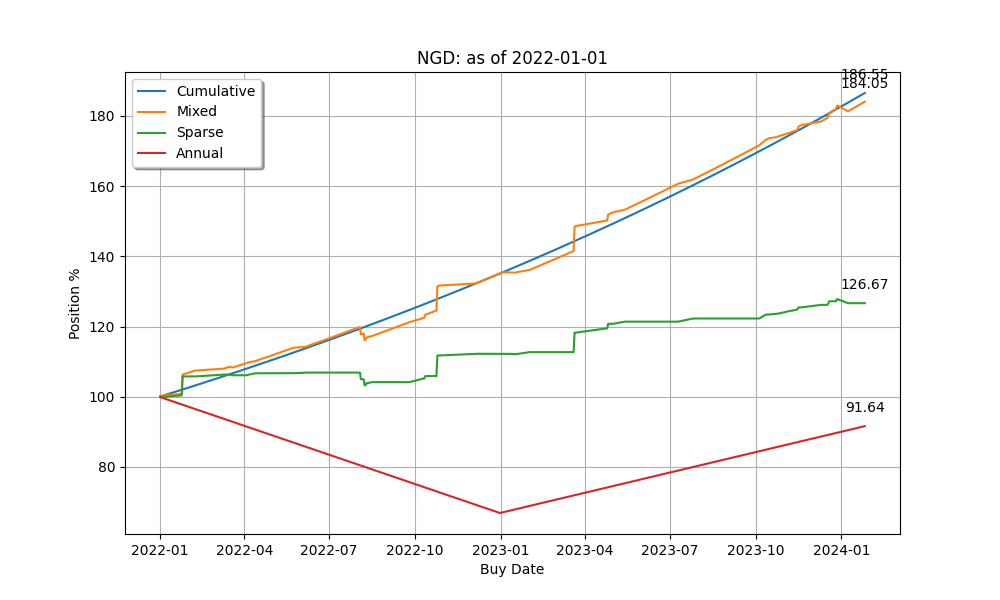 NGD: as of 2022-01-01
186.55
184.05
Cumulative
Mixed
Sparse
Annual
180
160
140
120
100
80
Position %
126.67
91.64
2022-01 2022-04 2022-07 2022-10 2023-01 2023-04 2023-07 2023-10 2024-01
Buy Date